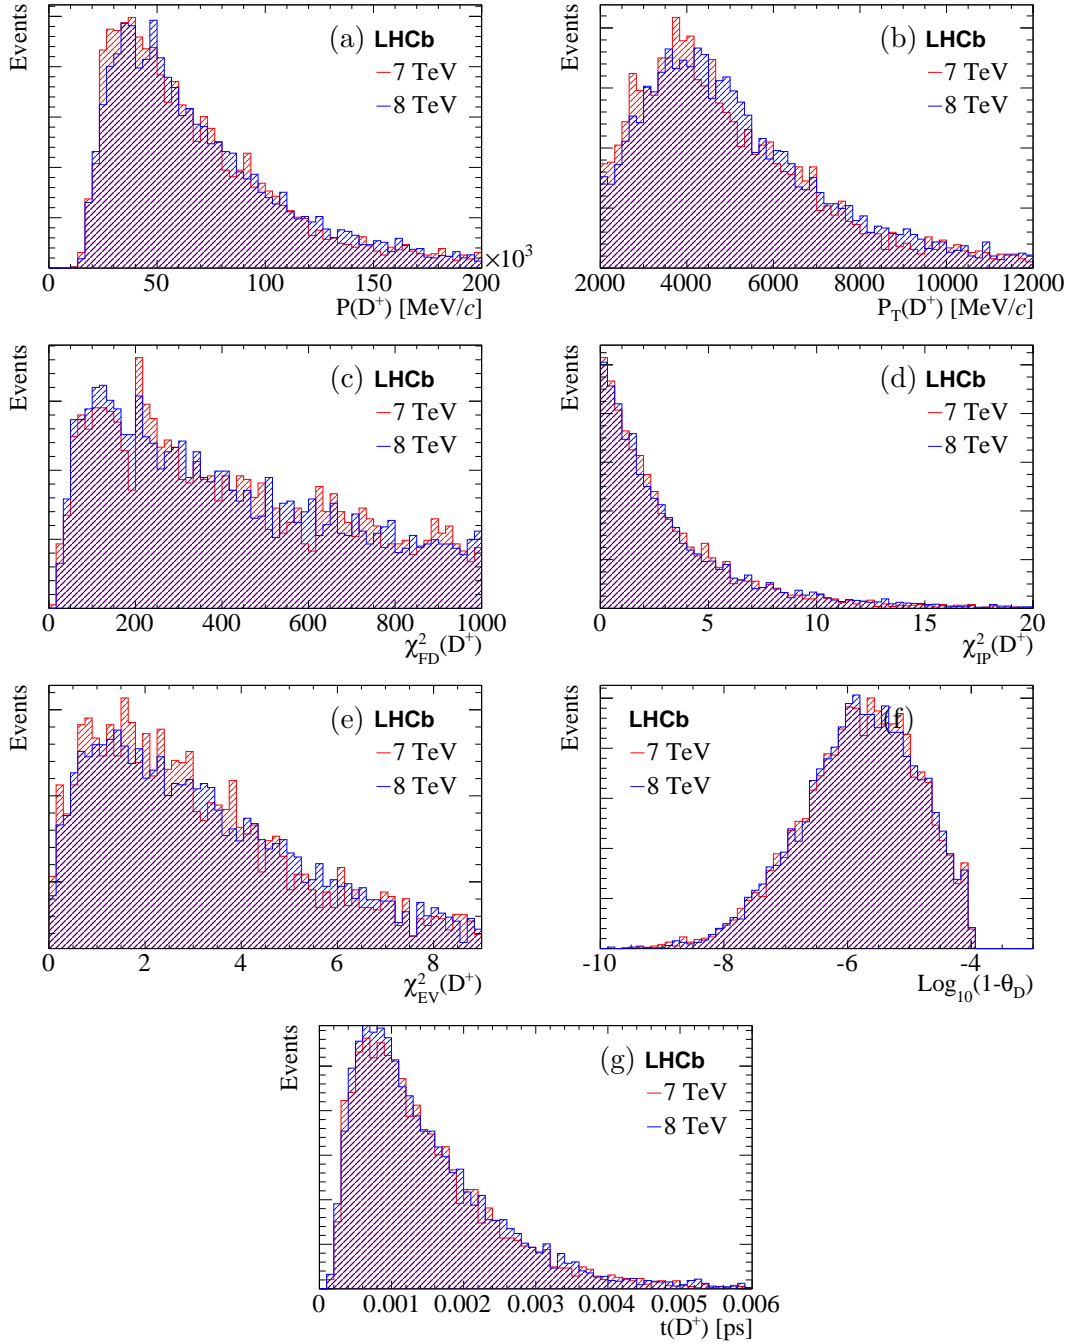 Events
(a) LHCb
7 TeV
8 TeV
0 50 100 150 200
×10³
P(D⁺) [MeV/c]
Events
(b) LHCb
7 TeV
8 TeV
2000 4000 6000 8000 10000 12000
P_T(D⁺) [MeV/c]
Events
(c) LHCb
7 TeV
8 TeV
0 200 400 600 800 1000
χ²_FD(D⁺)
Events
(d) LHCb
7 TeV
8 TeV
0 5 10 15 20
χ²_IP(D⁺)
Events
(e) LHCb
7 TeV
8 TeV
0 2 4 6 8
χ²_EV(D⁺)
Events
LHCb (f)
7 TeV
8 TeV
-10 -8 -6 -4
Log₁₀(1-θ_D)
Events
(g) LHCb
7 TeV
8 TeV
0 0.001 0.002 0.003 0.004 0.005 0.006
t(D⁺) [ps]